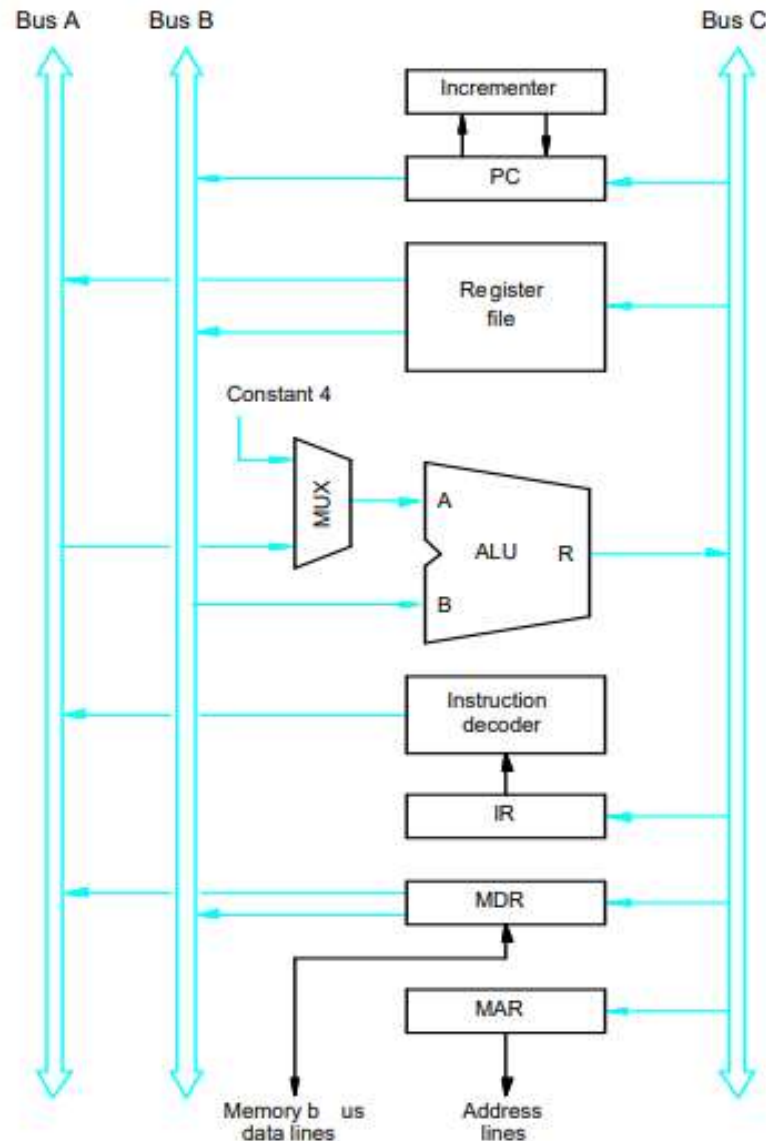 Bus A
Bus B
Bus C
Incrementer
PC
Register
file
Constant 4
MUX
A
ALU
R
B
Instruction
decoder
IR
MDR
MAR
Memory b us
data lines
Address
lines